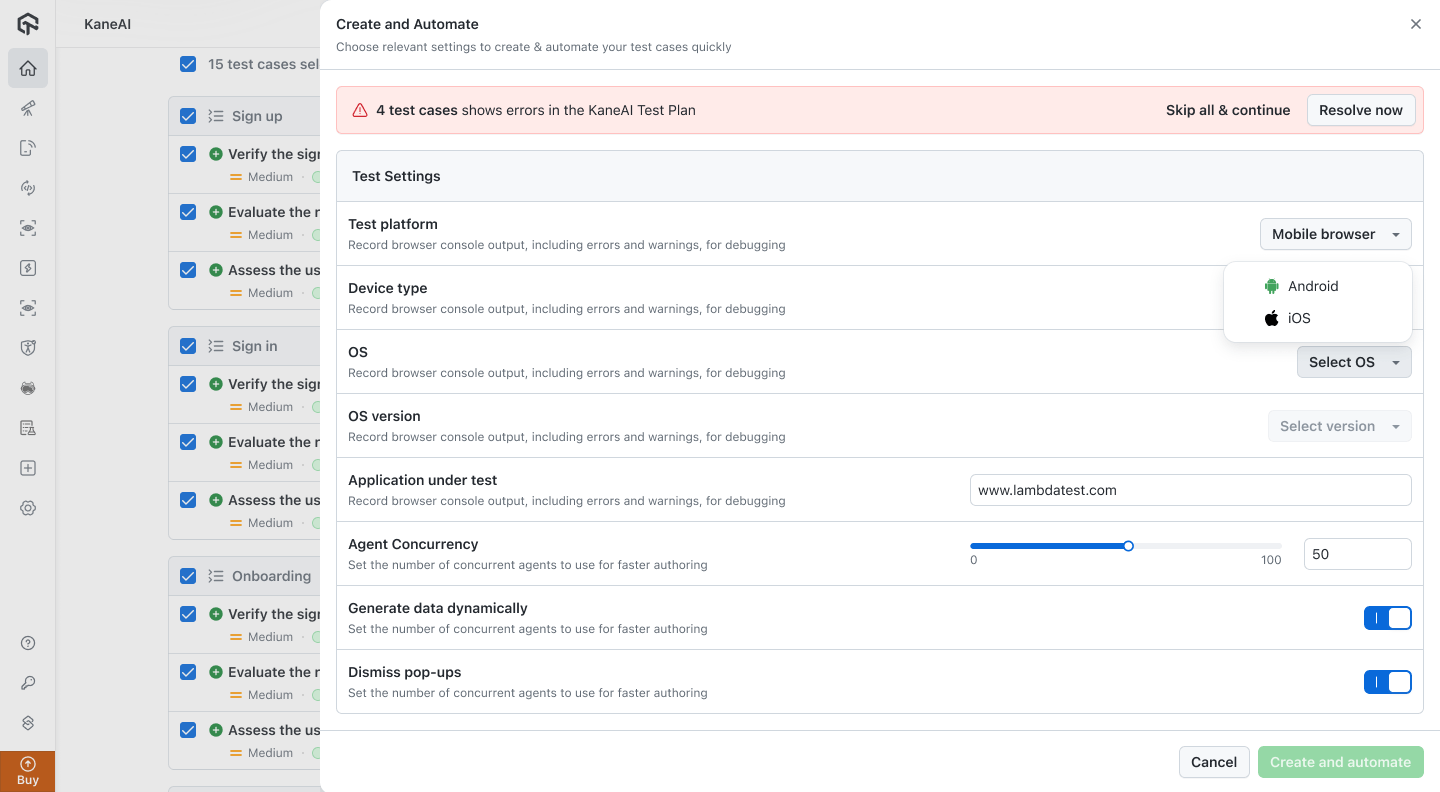 KaneAI
15 test cases sel
Sign up
Verify the sign
Medium
Evaluate the n
Medium
Assess the us
Medium
Sign in
Verify the sign
Medium
Evaluate the n
Medium
Assess the us
Medium
Onboarding
Verify the sign
Medium
Evaluate the n
Medium
Assess the us
Medium
Buy
Create and Automate
Choose relevant settings to create & automate your test cases quickly
4 test cases shows errors in the KaneAI Test Plan
Skip all & continue
Resolve now
Test Settings
Test platform
Record browser console output, including errors and warnings, for debugging
Mobile browser
Device type
Record browser console output, including errors and warnings, for debugging
Android
iOS
OS
Record browser console output, including errors and warnings, for debugging
Select OS
OS version
Record browser console output, including errors and warnings, for debugging
Select version
Application under test
Record browser console output, including errors and warnings, for debugging
www.lambdatest.com
Agent Concurrency
Set the number of concurrent agents to use for faster authoring
0
100
50
Generate data dynamically
Set the number of concurrent agents to use for faster authoring
Dismiss pop-ups
Set the number of concurrent agents to use for faster authoring
Cancel
Create and automate